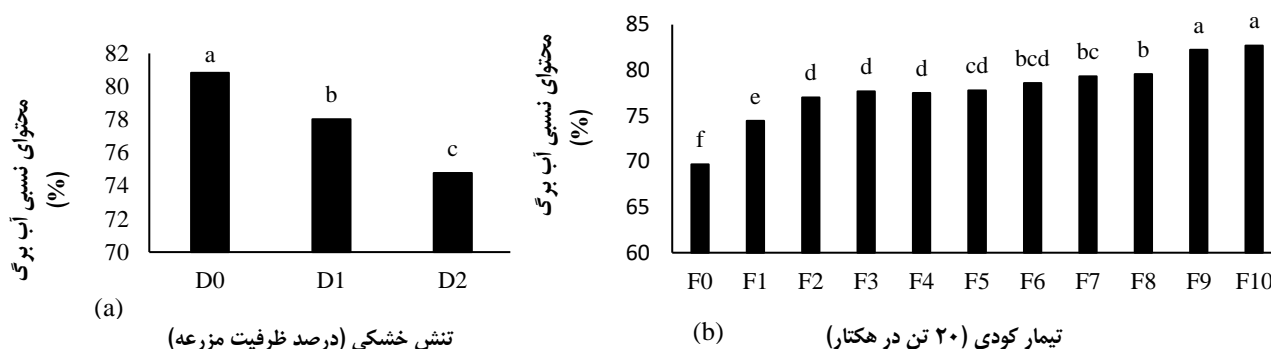 محتوای نسبی آب برگ
(%)
82
80
78
76
74
72
70
a
b
c
D0 D1 D2
(a)
تنش خشکی (درصد ظرفیت مزرعه)
محتوای نسبی آب برگ
(%)
85
80
75
70
65
60
f
e
d
d
d
cd
bcd
bc
b
a
a
F0 F1 F2 F3 F4 F5 F6 F7 F8 F9 F10
(b)
تیمار کودی (۲۰ تن در هکتار)